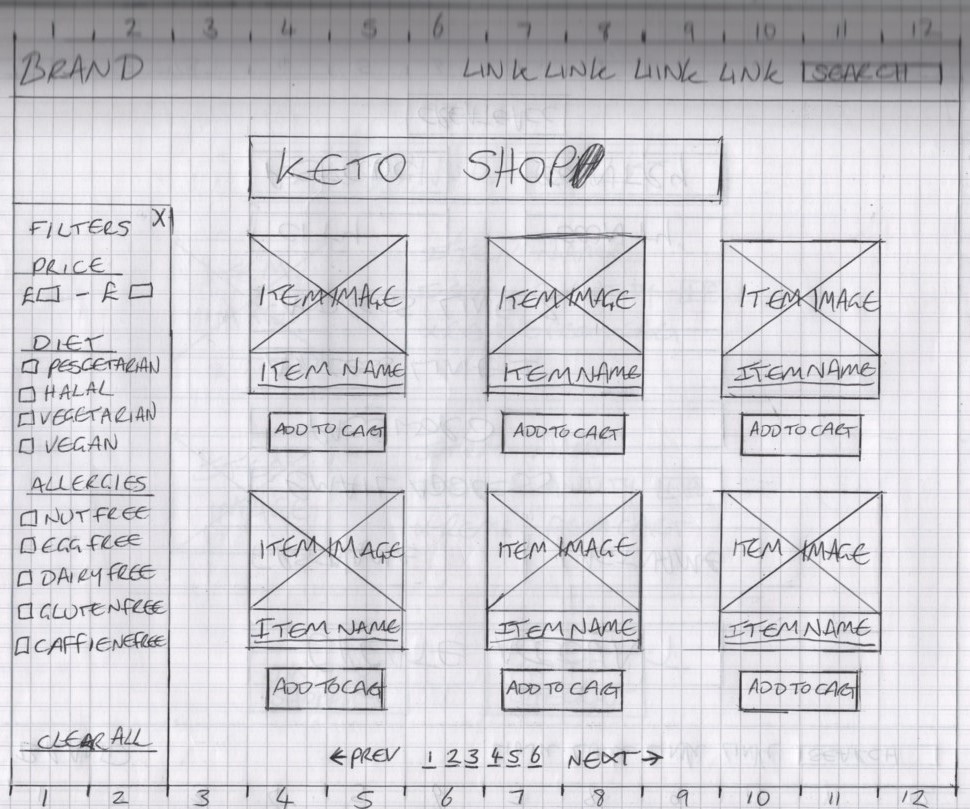 1 2 3 4 5 6 7 8 9 10 11 12
BRAND LINK LINK LINK LINK SEARCH
KETO SHOP
FILTERS X
PRICE
£ - £
DIET
PESCETARIAN
HALAL
VEGETARIAN
VEGAN
ALLERGIES
NUT FREE
EGG FREE
DAIRY FREE
GLUTEN FREE
CAFFIENE FREE
CLEAR ALL
ITEM IMAGE ITEM IMAGE ITEM IMAGE
ITEM NAME ITEM NAME ITEM NAME
ADD TO CART ADD TO CART ADD TO CART
ITEM IMAGE ITEM IMAGE ITEM IMAGE
ITEM NAME ITEM NAME ITEM NAME
ADD TO CART ADD TO CART ADD TO CART
← PREV 1 2 3 4 5 6 NEXT →
1 2 3 4 5 6 7 8 9 10 11 12